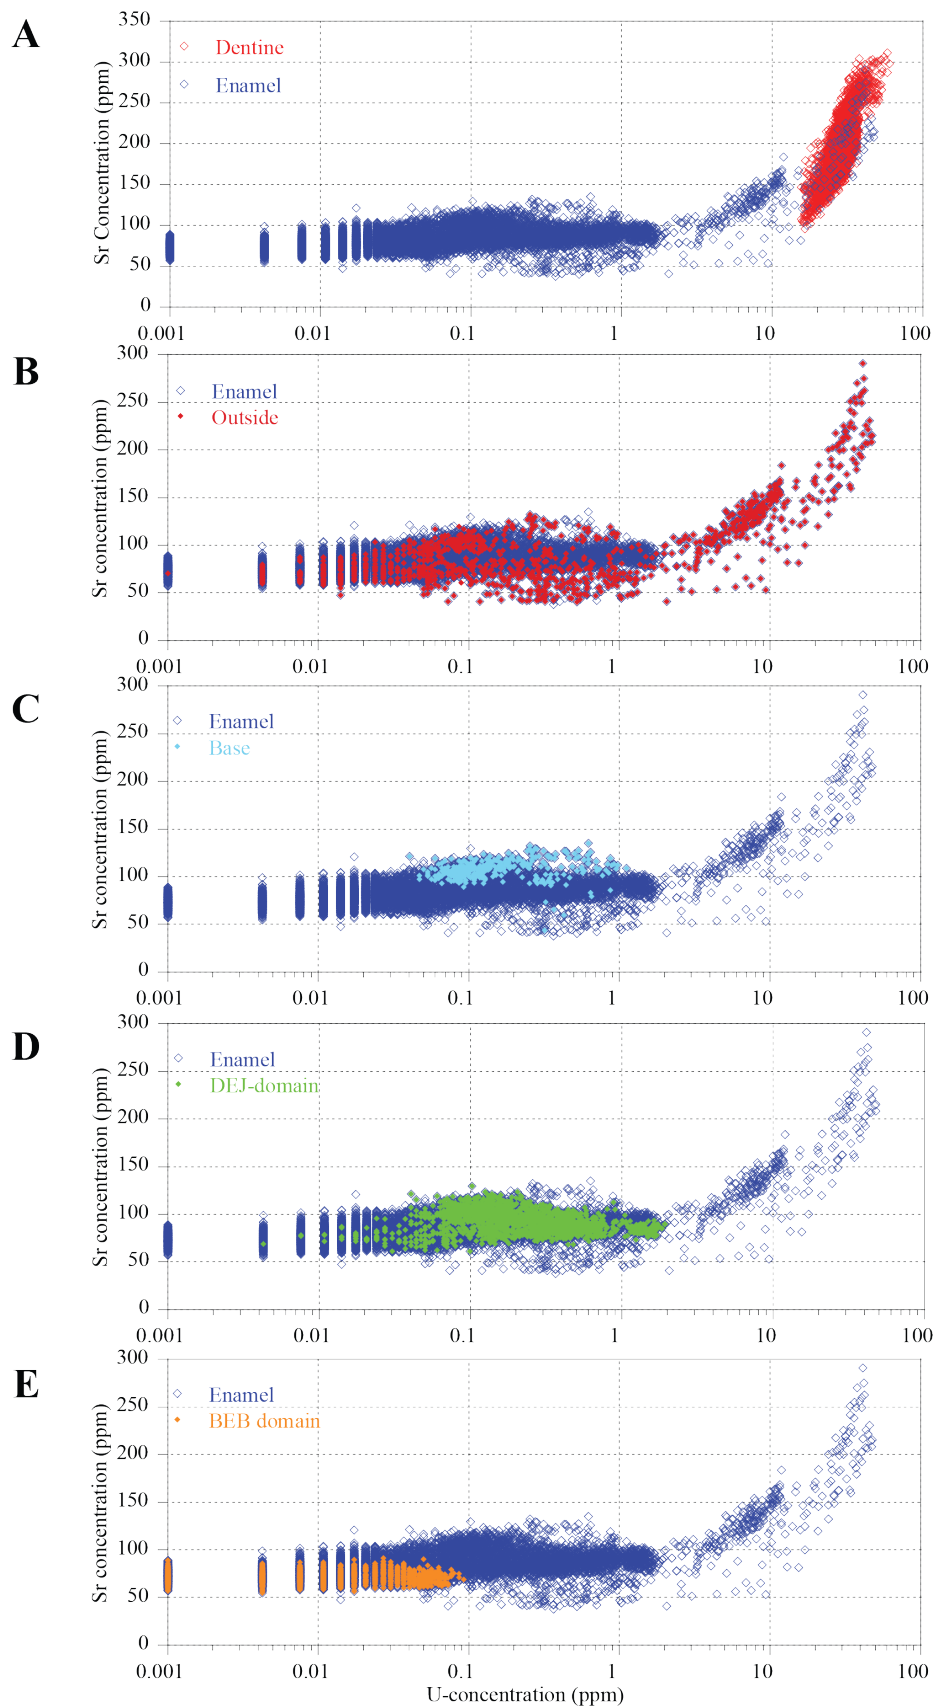 A
Sr Concentration (ppm)
350
300
250
200
150
100
50
0
Dentine
Enamel
0.001 0.01 0.1 1 10 100
B
Sr concentration (ppm)
300
250
200
150
100
50
0
Enamel
Outside
0.001 0.01 0.1 1 10 100
C
Sr concentration (ppm)
300
250
200
150
100
50
0
Enamel
Base
0.001 0.01 0.1 1 10 100
D
Sr concentration (ppm)
300
250
200
150
100
50
0
Enamel
DEJ-domain
0.001 0.01 0.1 1 10 100
E
Sr concentration (ppm)
300
250
200
150
100
50
0
Enamel
BEB domain
0.001 0.01 0.1 1 10 100
U-concentration (ppm)